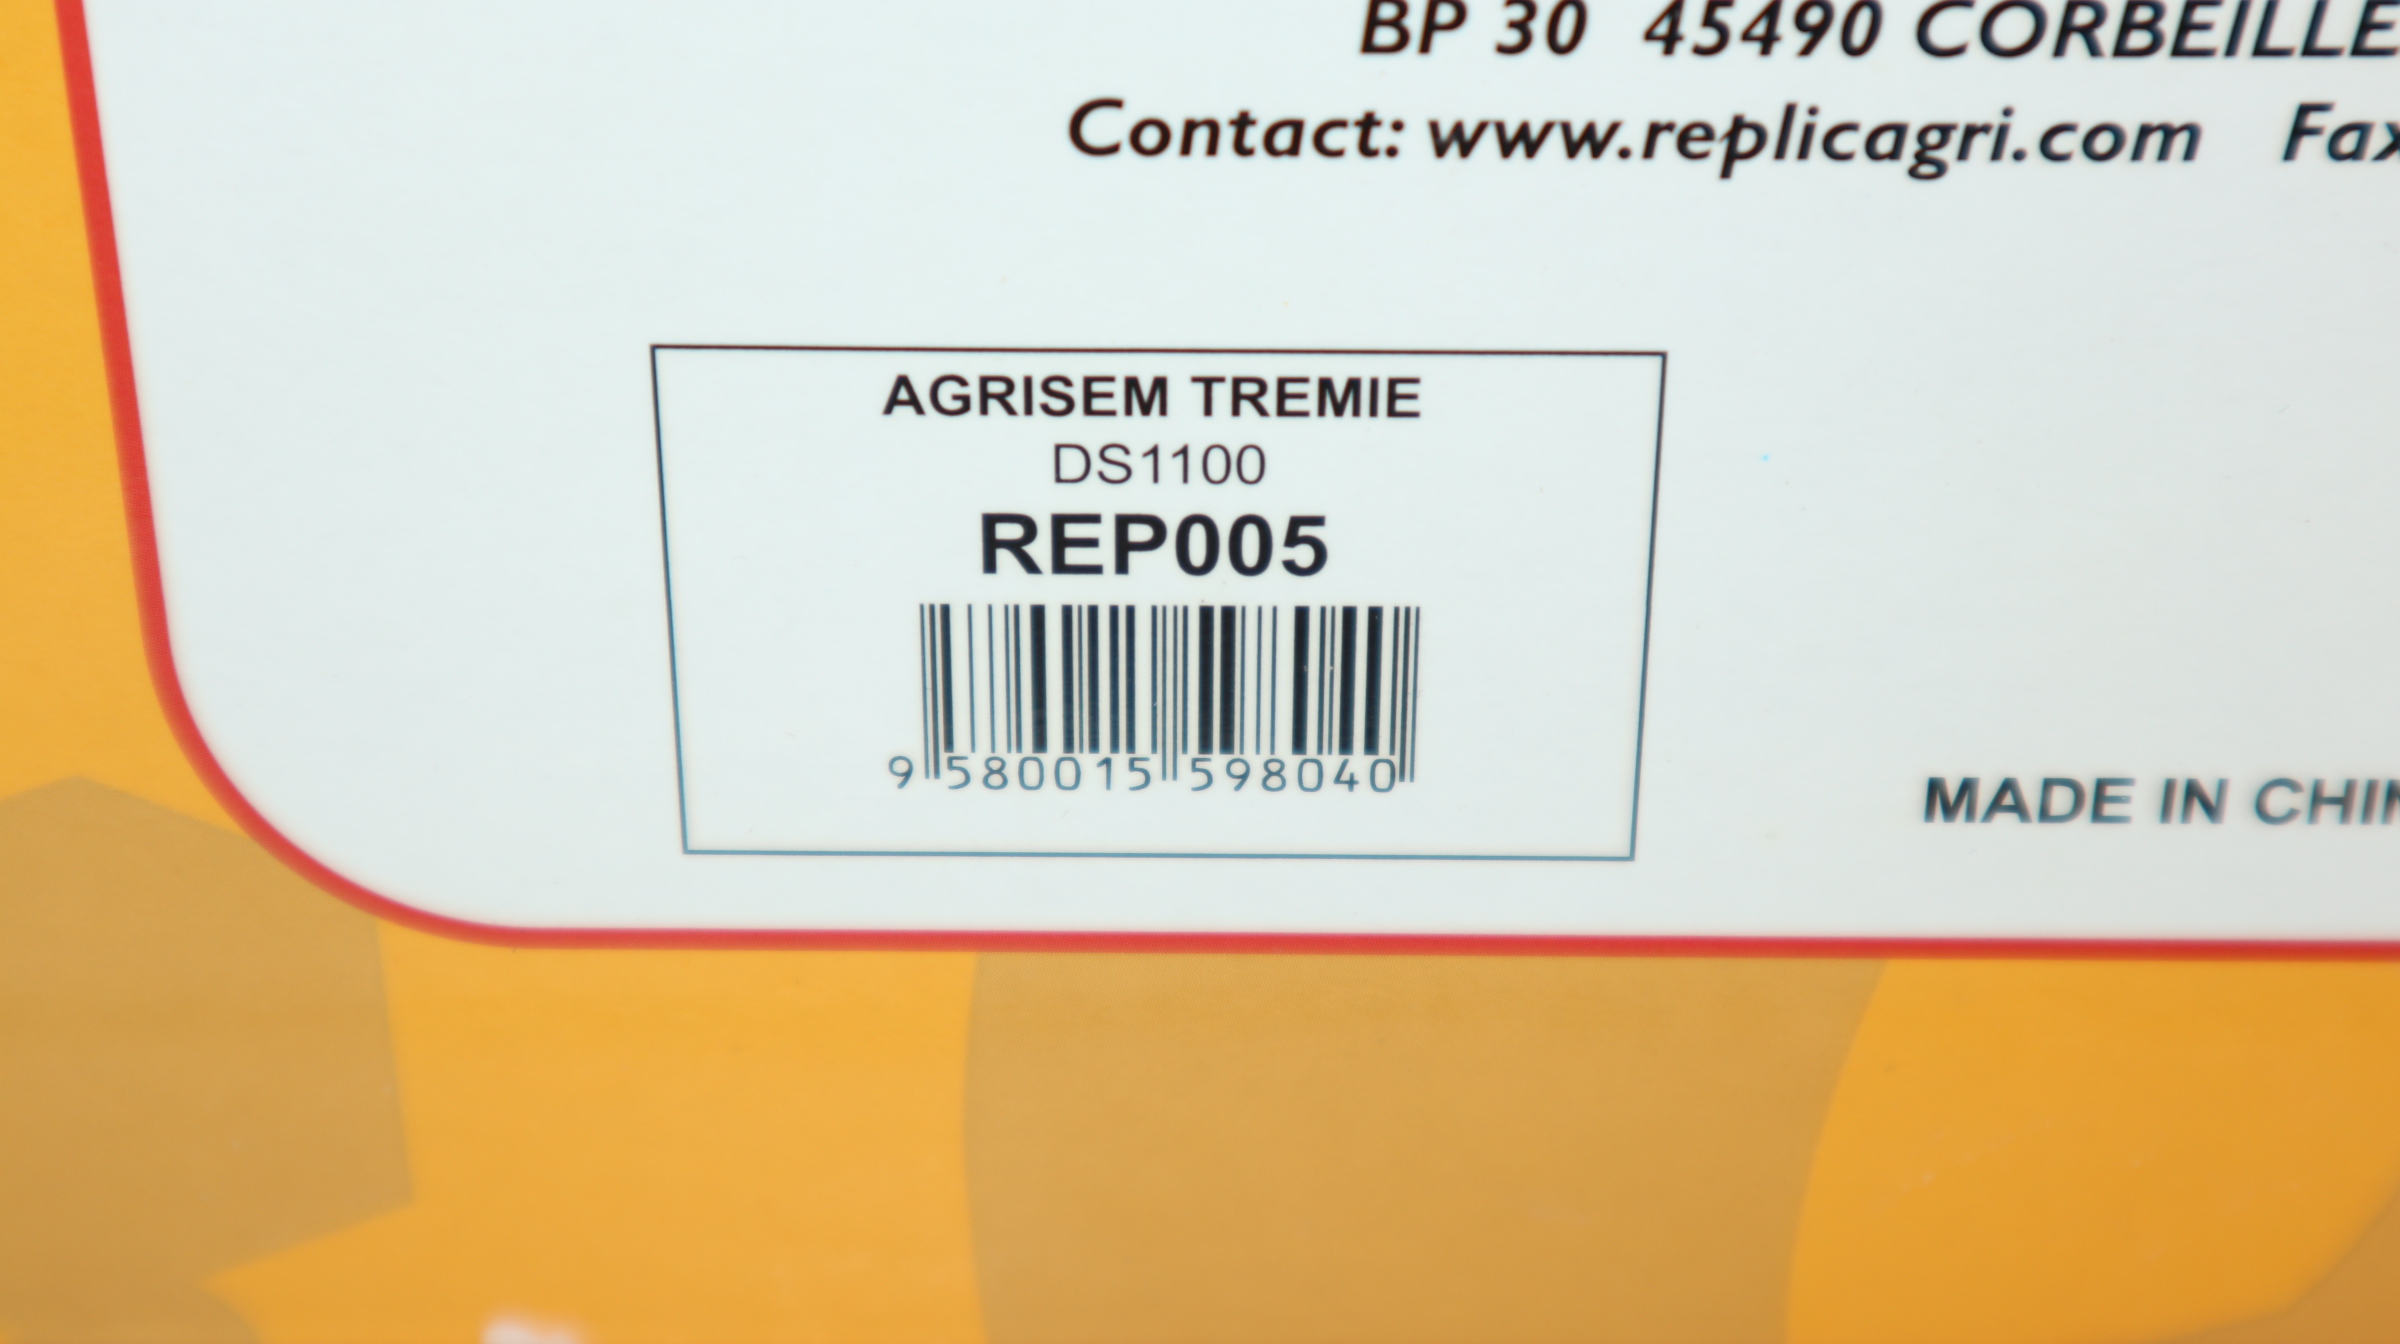 BP 30 45490 CORBEILLE
Contact: www.replicagri.com Fax
AGRISEM TREMIE
DS1100
REP005
9 580015 598040
MADE IN CHIN